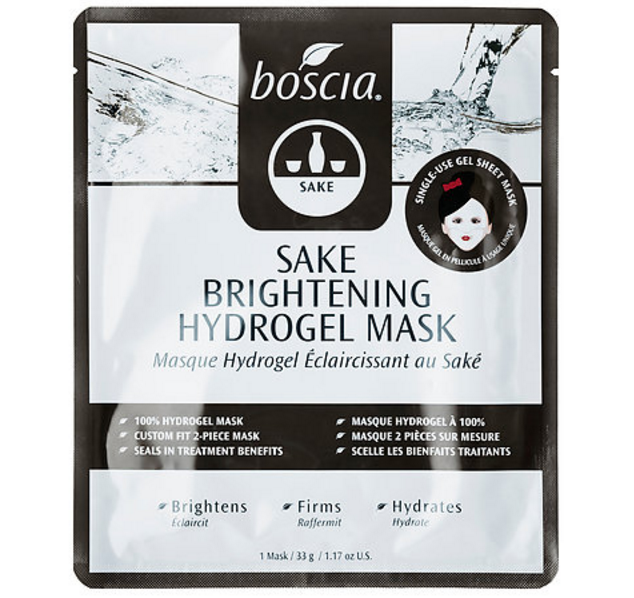 boscia®
SAKE
SINGLE-USE GEL SHEET MASK
MASQUE GEL EN PELLICULE À USAGE UNIQUE
SAKE
BRIGHTENING
HYDROGEL MASK
Masque Hydrogel Éclaircissant au Saké
100% HYDROGEL MASK
CUSTOM FIT 2-PIECE MASK
SEALS IN TREATMENT BENEFITS
MASQUE HYDROGEL À 100%
MASQUE 2 PIÈCES SUR MESURE
SCELLE LES BIENFAITS TRAITANTS
Brightens Firms Hydrates
Éclaircit Raffermit Hydrate
1 Mask / 33 g / 1.17 oz U.S.